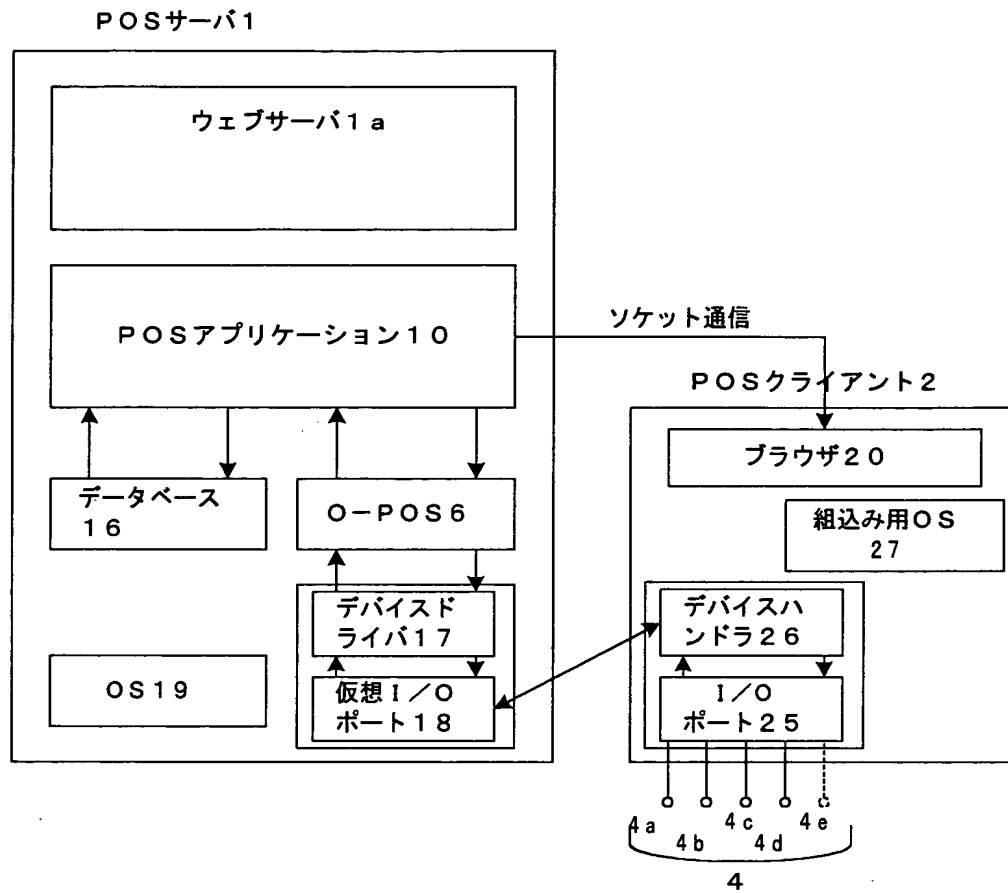 POSサーバ1
ウェブサーバ1a
POSアプリケーション10
ソケット通信
POSクライアント2
ブラウザ20
データベース
16
O-POS6
組込み用OS
27
デバイスド
ライバ17
デバイスハ
ンドラ26
OS19
仮想I/O
ポート18
I/O
ポート25
4a
4b
4c
4d
4e
4